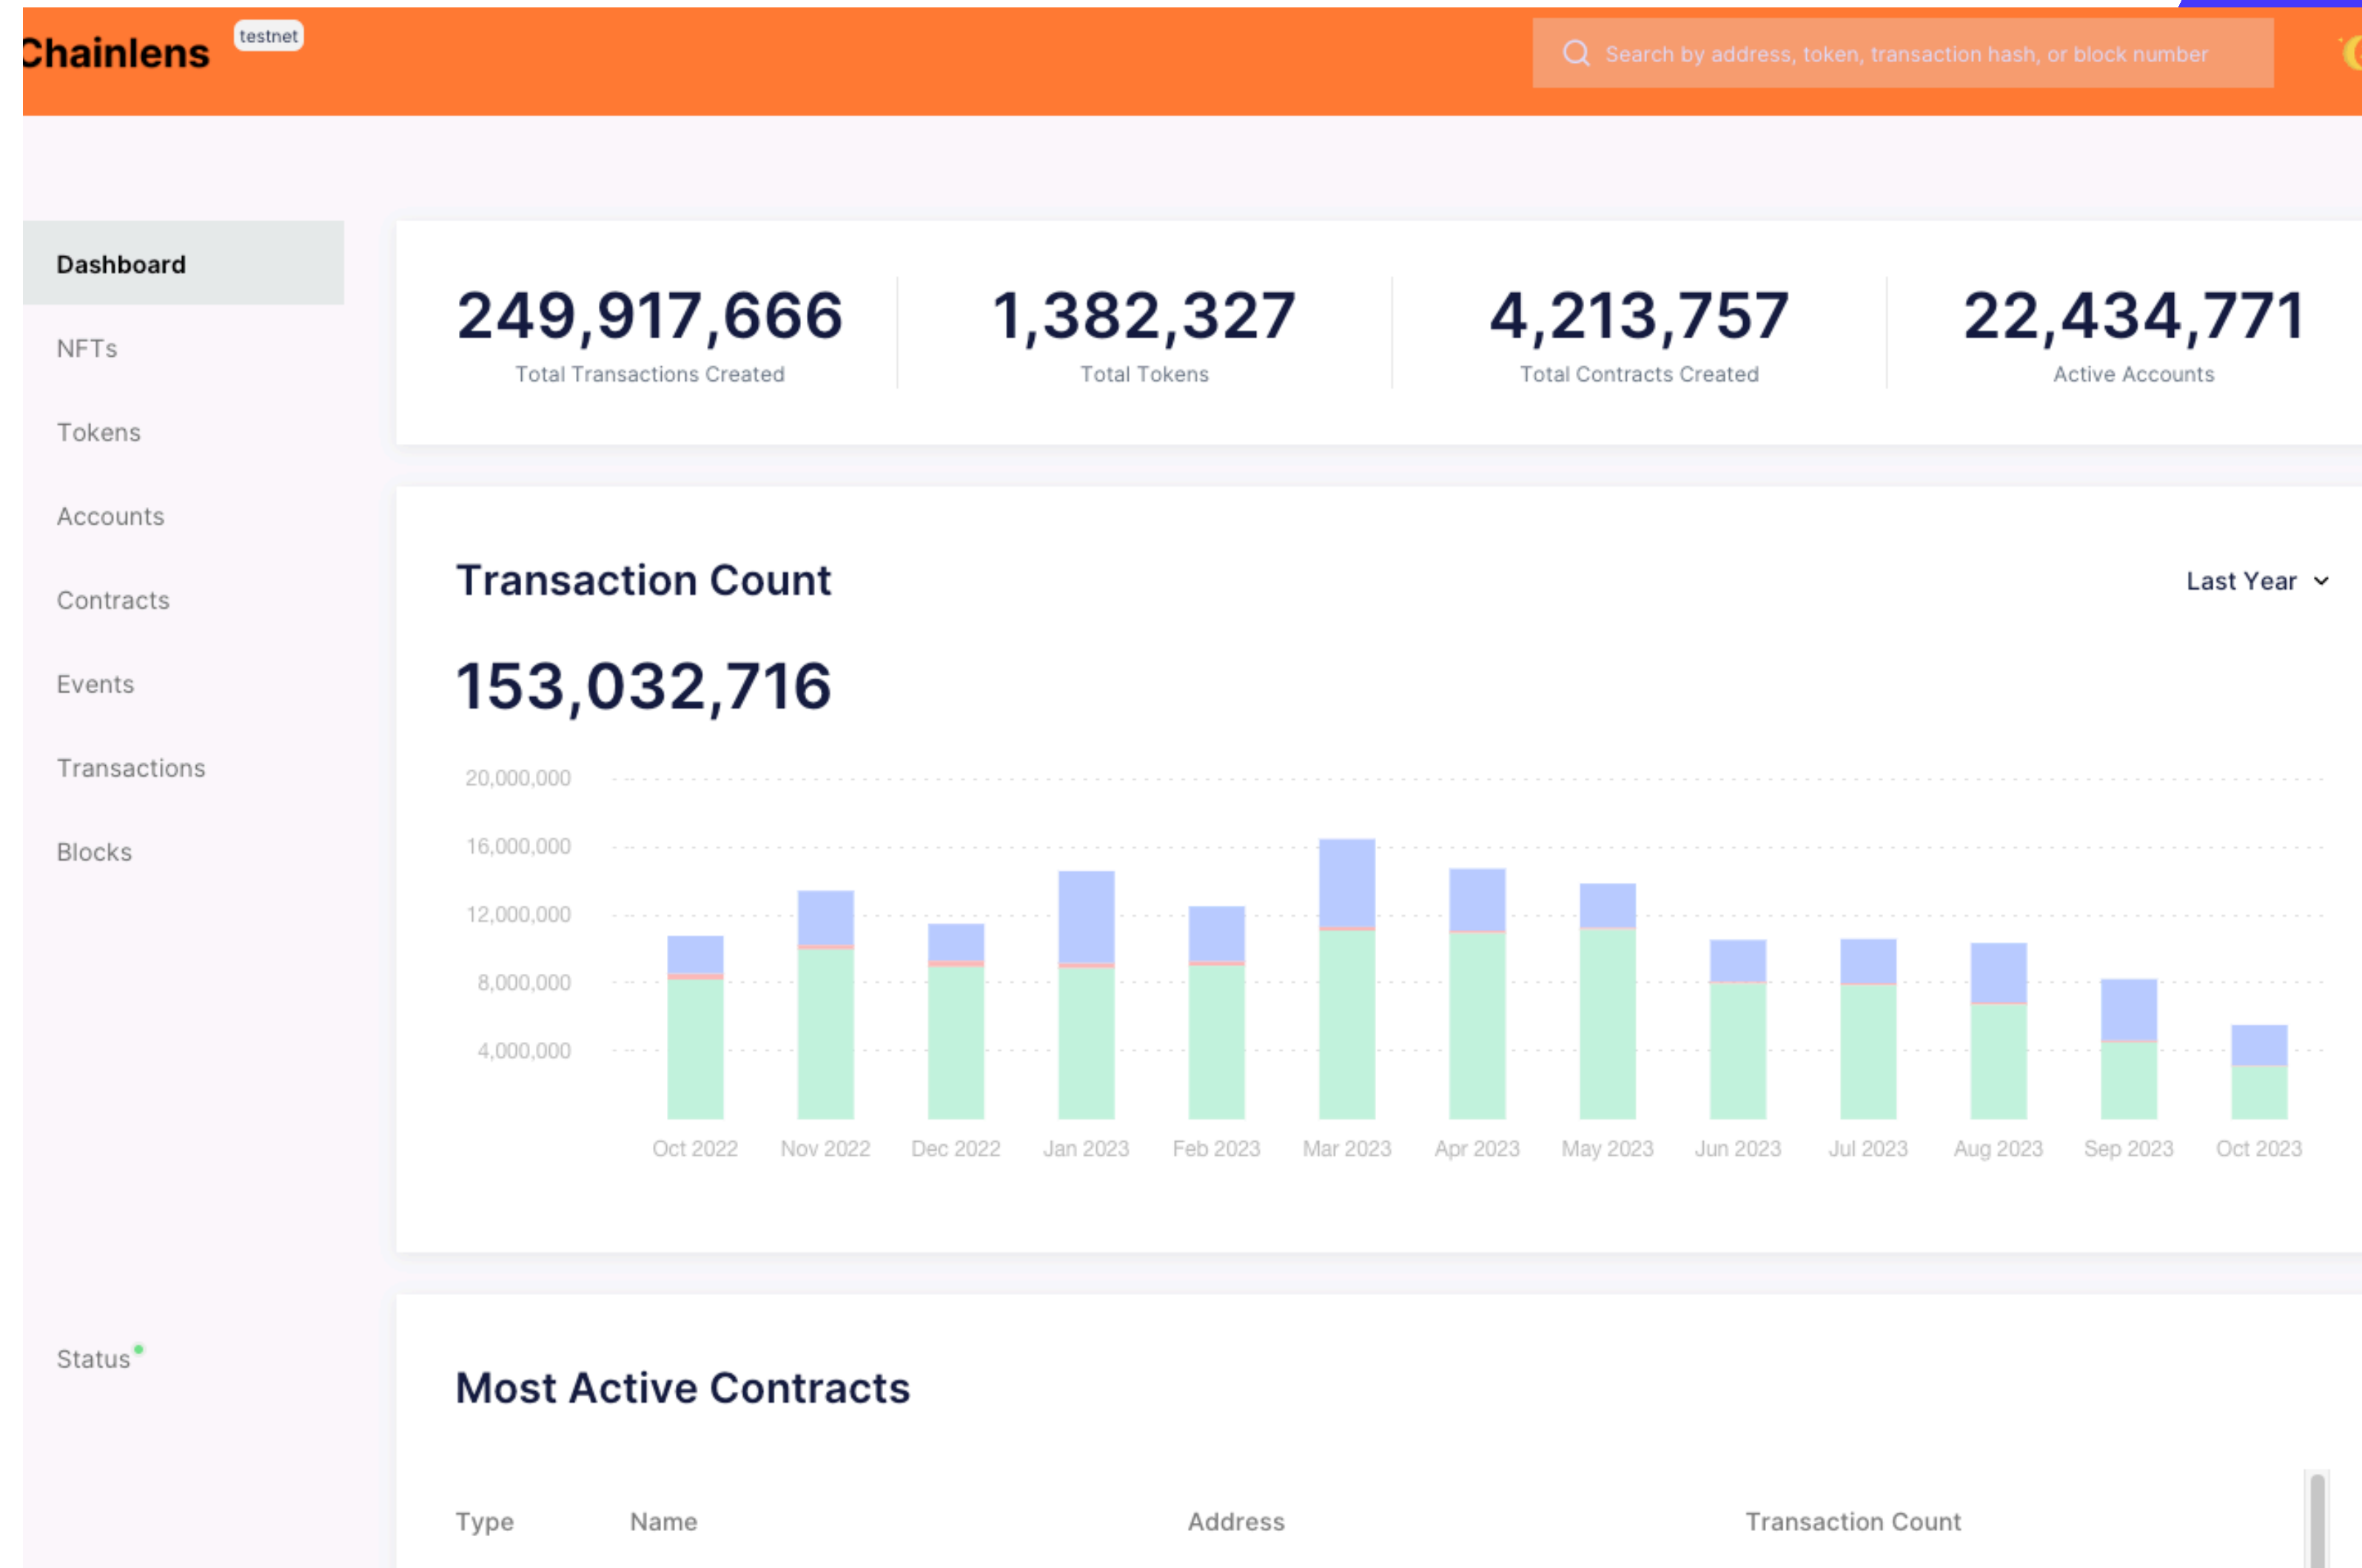 Chainlens
testnet
Search by address, token, transaction hash, or block number
Dashboard
NFTs
Tokens
Accounts
Contracts
Events
Transactions
Blocks
Status
249,917,666
Total Transactions Created
1,382,327
Total Tokens
4,213,757
Total Contracts Created
22,434,771
Active Accounts
Transaction Count
Last Year
153,032,716
20,000,000
16,000,000
12,000,000
8,000,000
4,000,000
Oct 2022 Nov 2022 Dec 2022 Jan 2023 Feb 2023 Mar 2023 Apr 2023 May 2023 Jun 2023 Jul 2023 Aug 2023 Sep 2023 Oct 2023
Most Active Contracts
Type Name Address Transaction Count